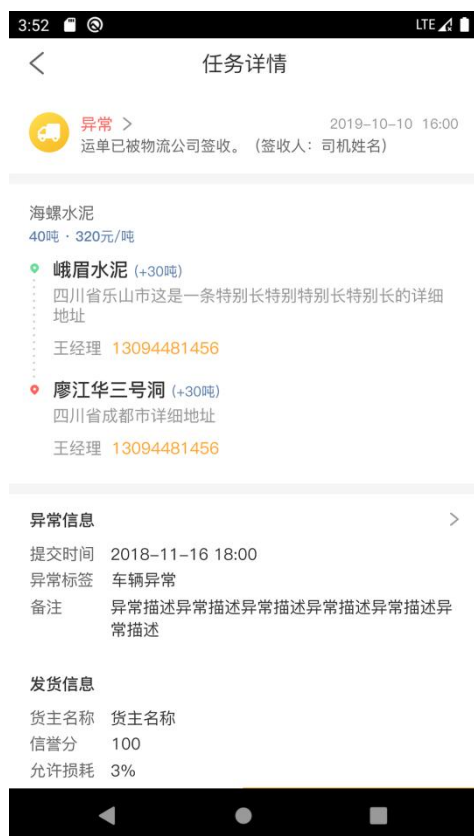 3:52
LTE
任务详情
异常 >
2019-10-10 16:00
运单已被物流公司签收。（签收人：司机姓名）
海螺水泥
40吨 · 320元/吨
峨眉水泥 (+30吨)
四川省乐山市这是一条特别长特别特别长特别长的详细
地址
王经理 13094481456
廖江华三号洞 (+30吨)
四川省成都市详细地址
王经理 13094481456
异常信息
提交时间 2018-11-16 18:00
异常标签 车辆异常
备注 异常描述异常描述异常描述异常描述异常描述异
常描述
发货信息
货主名称 货主名称
信誉分 100
允许损耗 3%